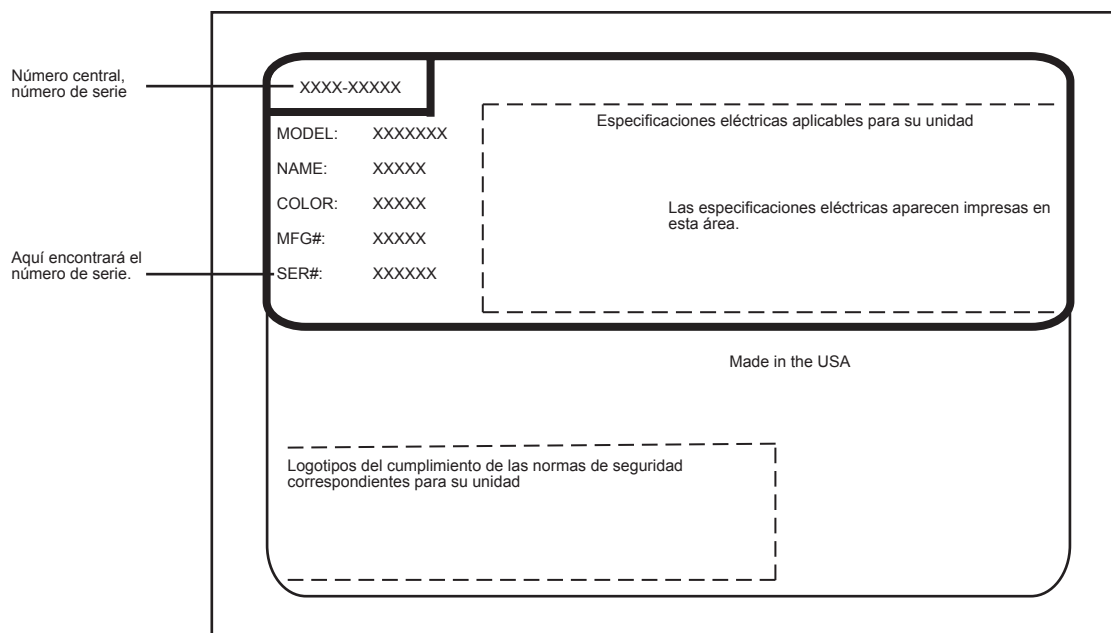 Número central,
número de serie
XXXX-XXXXX
Especificaciones eléctricas aplicables para su unidad
MODEL: XXXXXXX
NAME: XXXXX
COLOR: XXXXX
Las especificaciones eléctricas aparecen impresas en
esta área.
MFG#: XXXXX
Aquí encontrará el
número de serie.
SER#: XXXXXX
Made in the USA
Logotipos del cumplimiento de las normas de seguridad
correspondientes para su unidad